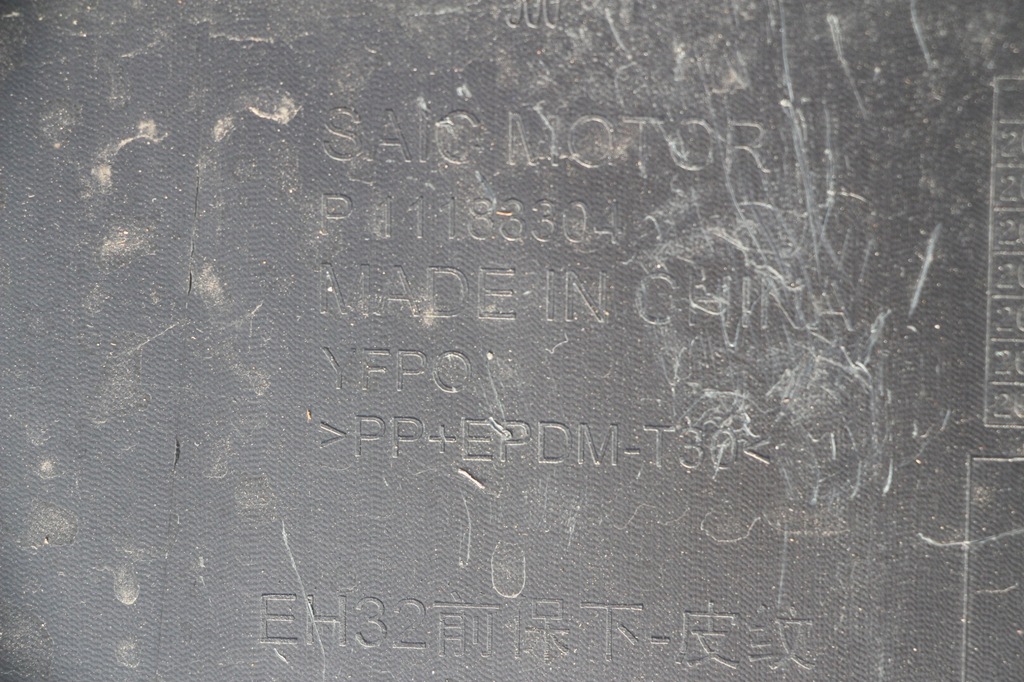 SAIC MOTOR
P 11183304
MADE IN CHINA
YFPO
>PP+EPDM-T30<
EH32前保下-皮纹